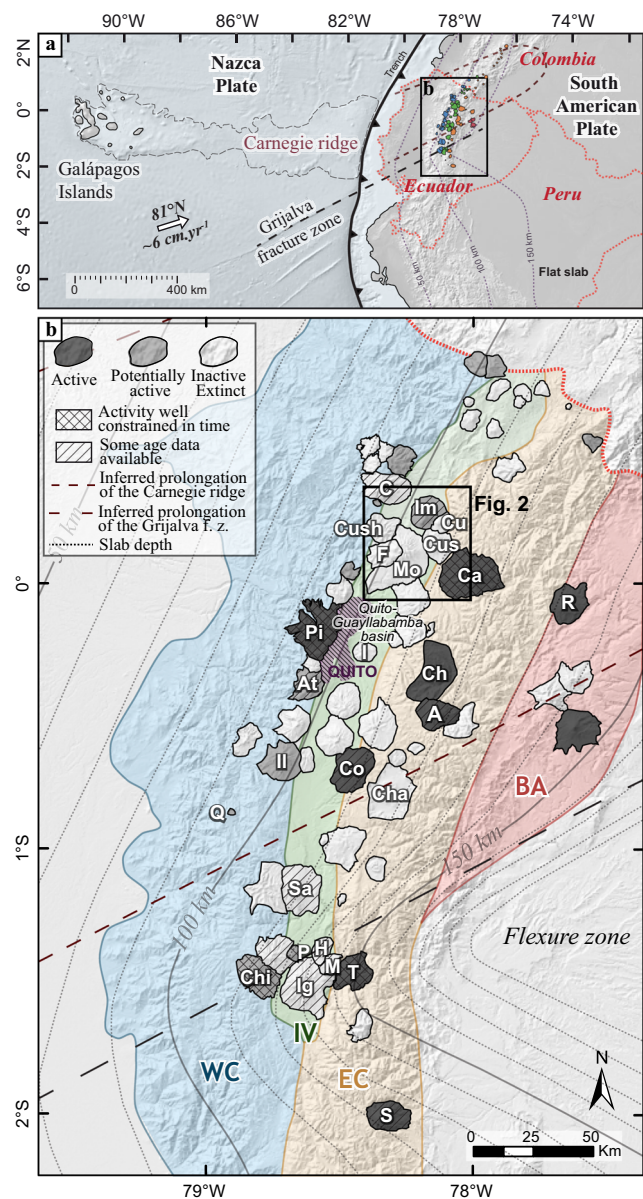 90°W 86°W 82°W 78°W 74°W
a
2°N
0°
2°S
4°S
6°S
Nazca
Plate
Trench
Colombia
b
South
American
Plate
Carnegie ridge
Galápagos
Islands
Ecuador
Peru
81°N
~6 cm.yr-1
Grijalva
fracture zone
50 km
100 km
150 km
Flat slab
0 400 km
b
Active
Potentially
active
Inactive
Extinct
Activity well
constrained in time
Some age data
available
Inferred prolongation
of the Carnegie ridge
Inferred prolongation
of the Grijalva f. z.
Slab depth
C
Im
Fig. 2
Cush
Cu
F
Cus
Mo
Ca
0°
R
Quito-
Guayllabamba
basin
Pi
I
QUITO
At
Ch
A
Il
Co
Cha
BA
Q
1°S
150 km
100 km
Sa
Flexure zone
H
P
M
T
Chi
Ig
IV
WC
EC
N
S
2°S
0 25 50
Km
79°W 78°W